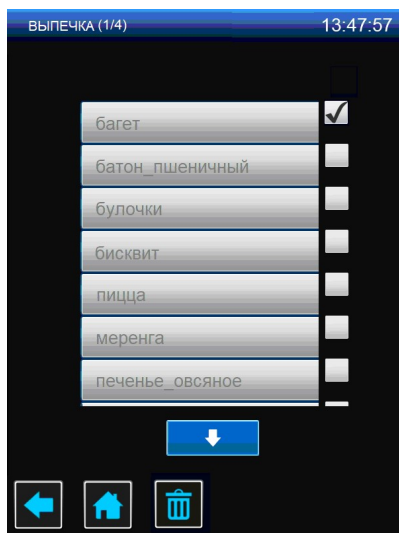 ВЫПЕЧКА (1/4) 13:47:57
багет
батон_пшеничный
булочки
бисквит
пицца
меренга
печенье_овсяное